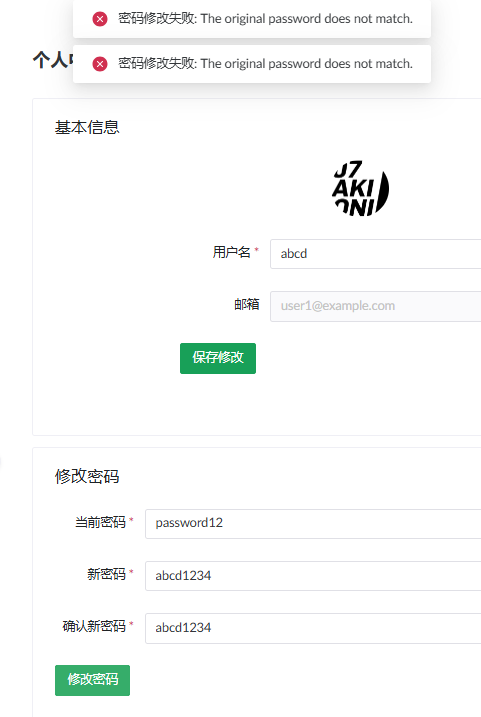 密码修改失败: The original password does not match.
密码修改失败: The original password does not match.
个人
基本信息
J7
AKI
用户名 *
abcd
邮箱
user1@example.com
保存修改
修改密码
当前密码 *
password12
新密码 *
abcd1234
确认新密码 *
abcd1234
修改密码